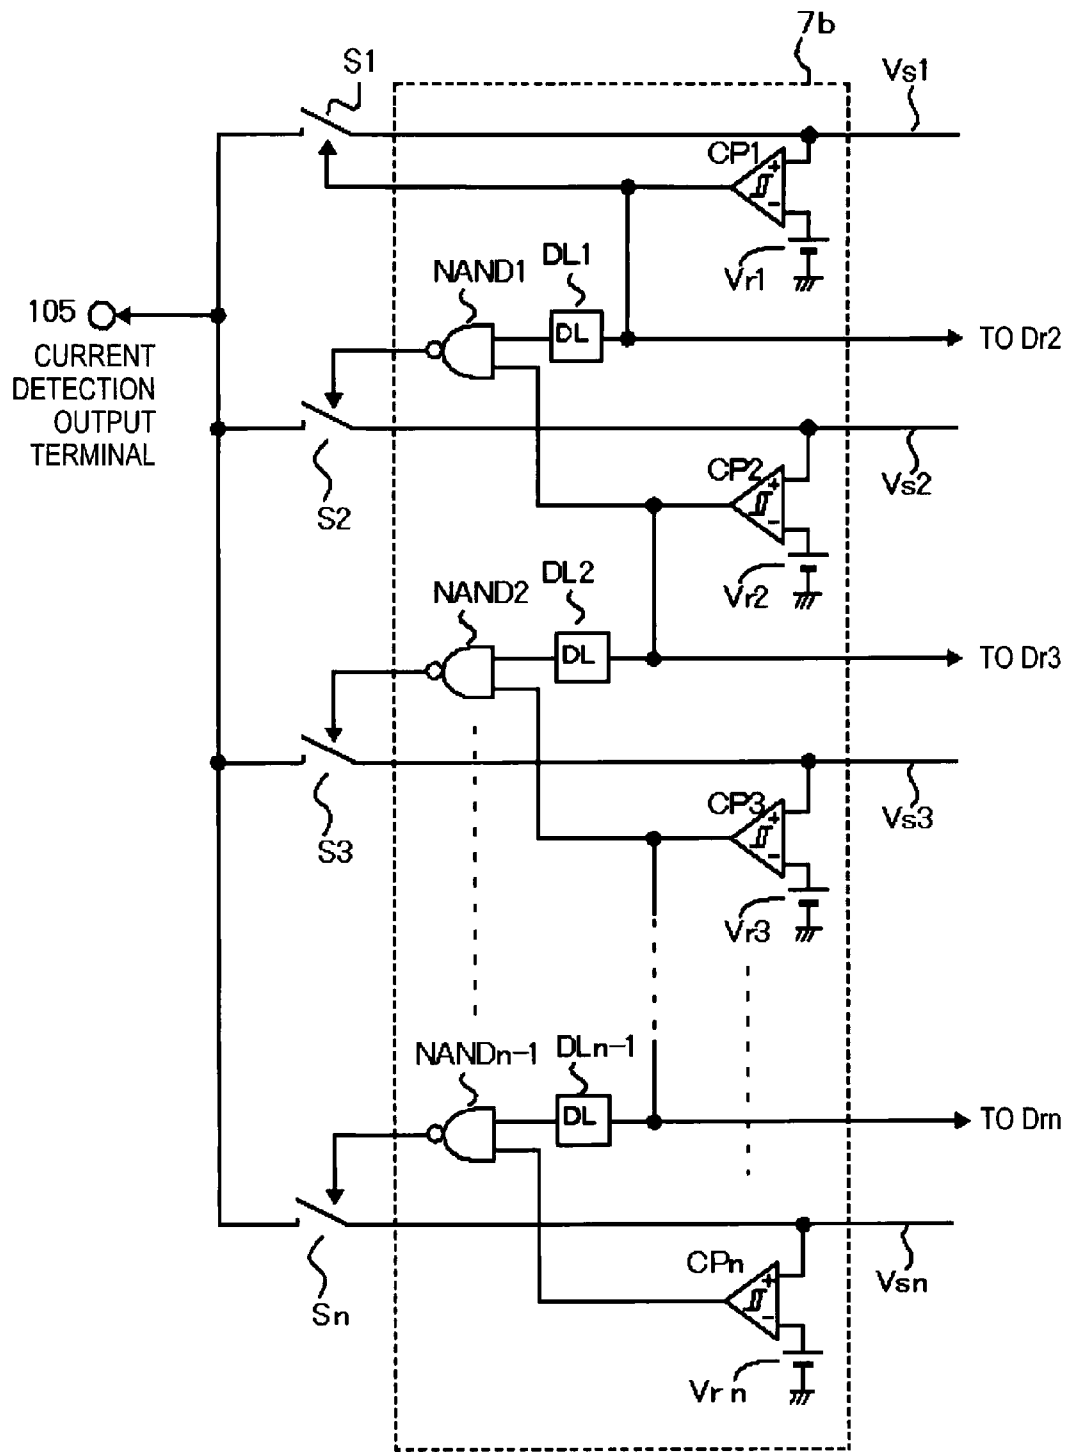 7b
S1
Vs1
CP1
+
-
Vr1
NAND1
DL1
DL
105
TO Dr2
CURRENT
DETECTION
OUTPUT
TERMINAL
S2
Vs2
CP2
+
-
Vr2
NAND2
DL2
DL
TO Dr3
S3
Vs3
CP3
+
-
Vr3
NANDn-1
DLn-1
DL
TO Drn
Sn
Vsn
CPn
+
-
Vrn